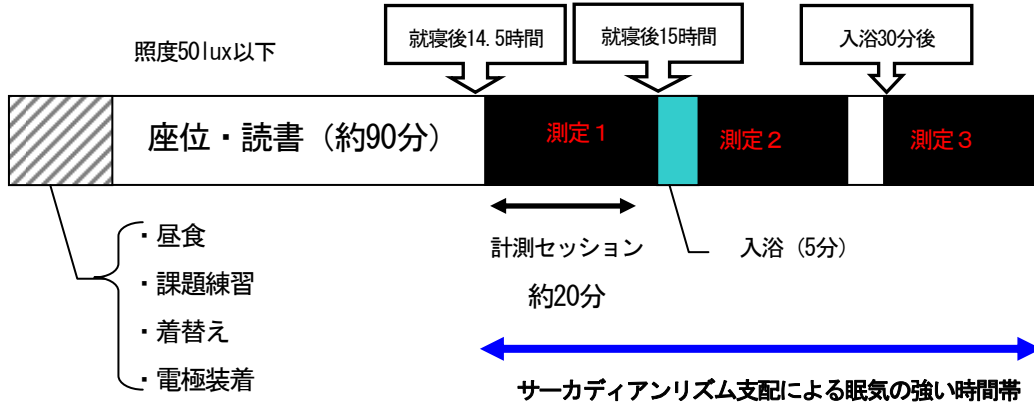 照度50lux以下
就寝後14.5時間
就寝後15時間
入浴30分後
座位・読書（約90分）
測定１
測定２
測定３
・昼食
・課題練習
・着替え
・電極装着
計測セッション
約20分
入浴（5分）
サーカディアンリズム支配による眠気の強い時間帯